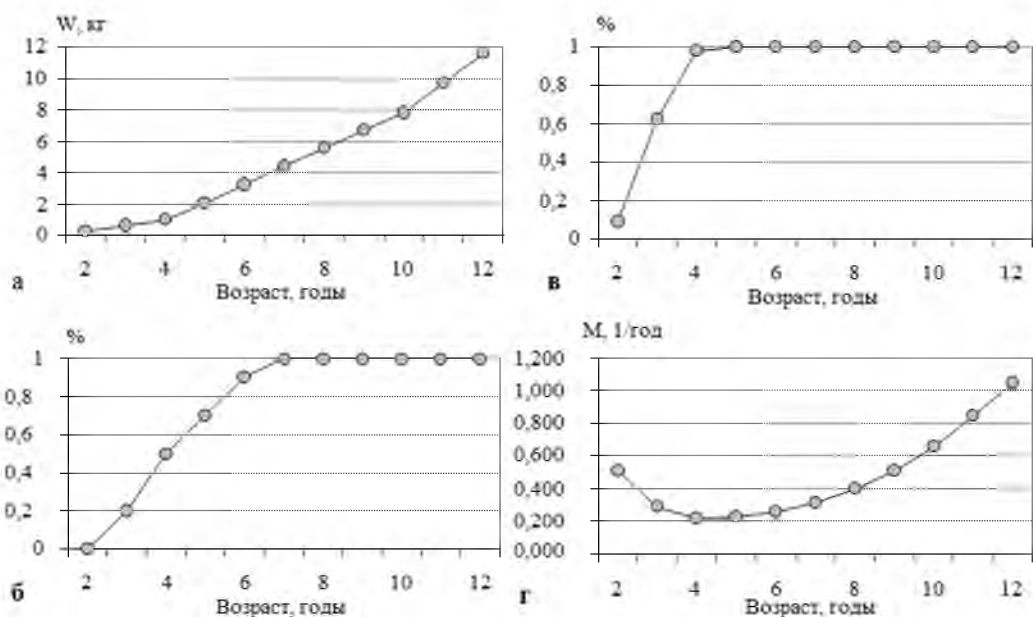 W, кг
12
10
8
6
4
2
0
2 4 6 8 10 12
Возраст, годы
а
%
1
0,8
0,6
0,4
0,2
0
2 4 6 8 10 12
Возраст, годы
в
%
1
0,8
0,6
0,4
0,2
0
2 4 6 8 10 12
Возраст, годы
б
М, 1/год
1,200
1,000
0,800
0,600
0,400
0,200
0,000
2 4 6 8 10 12
Возраст, годы
г